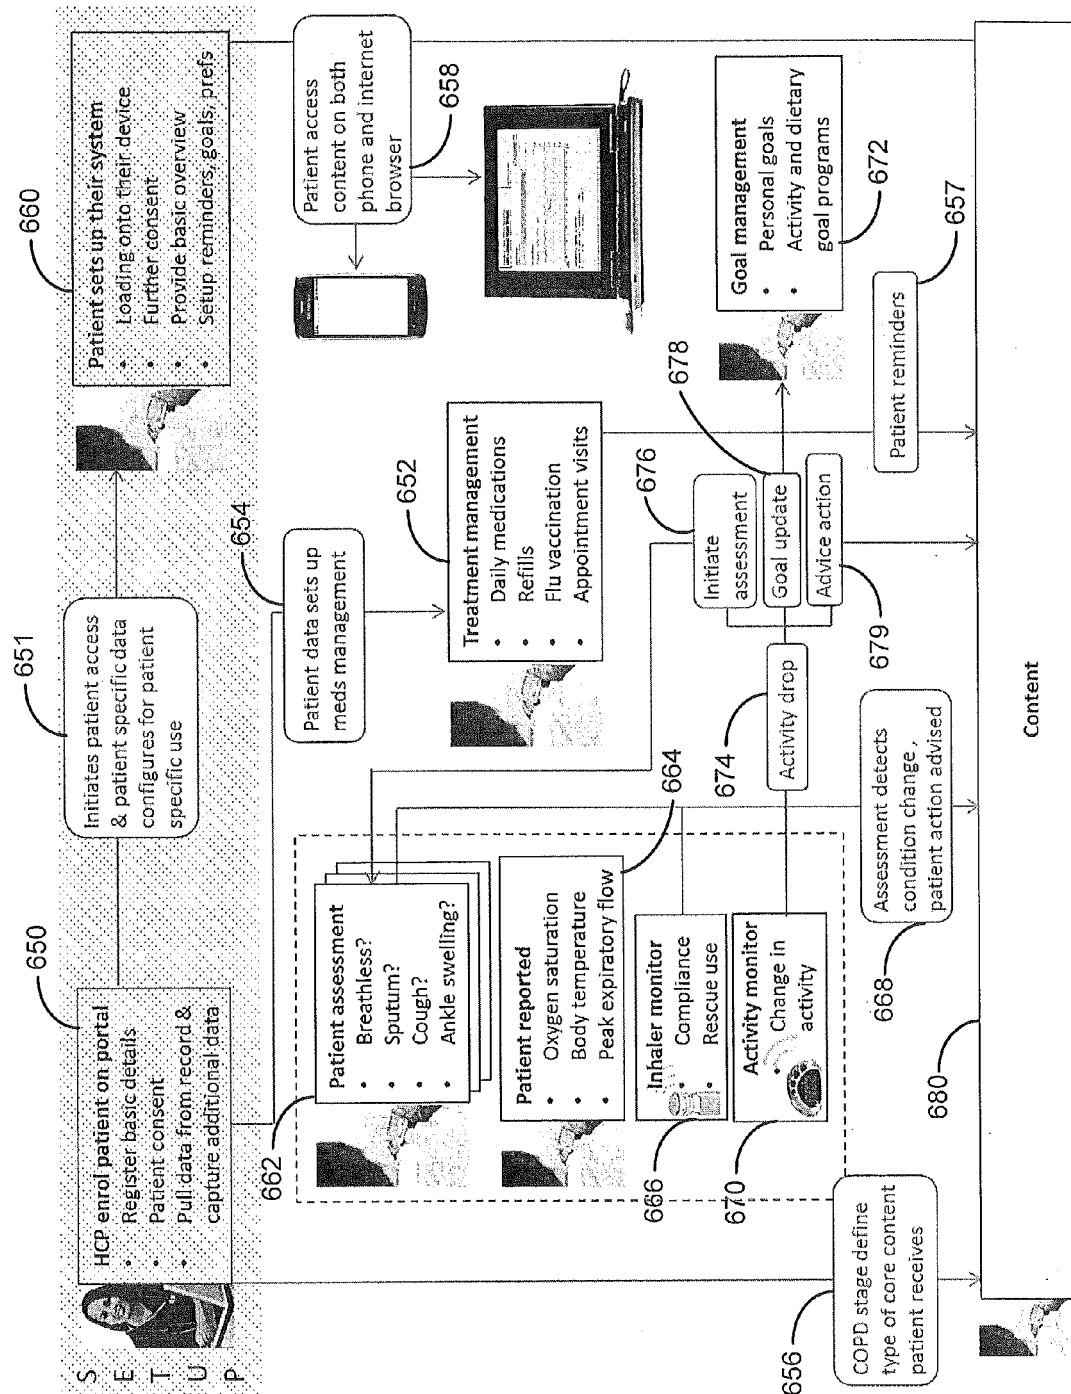 S
E
T
U
P
650
HCP enrol patient on portal
• Register basic details
• Patient consent
• Pull data from record &
capture additional data
651
Initiates patient access
& patient specific data
configures for patient
specific use
660
Patient sets up their system
• Loading onto their device
• Further consent
• Provide basic overview
• Setup reminders, goals, prefs
654
Patient data sets up
meds management
Patient access
content on both
phone and internet
browser
658
662
Patient assessment
• Breathless?
• Sputum?
• Cough?
• Ankle swelling?
652
Treatment management
• Daily medications
• Refills
• Flu vaccination
• Appointment visits
664
Patient reported
• Oxygen saturation
• Body temperature
• Peak expiratory flow
666
Inhaler monitor
• Compliance
• Rescue use
670
Activity monitor
• Change in
activity
674
Activity drop
676
Initiate
assessment
678
Goal update
Advice action
679
Goal management
• Personal goals
• Activity and dietary
goal programs
672
657
Patient reminders
656
COPD stage define
type of core content
patient receives
668
Assessment detects
condition change ,
patient action advised
680
Content